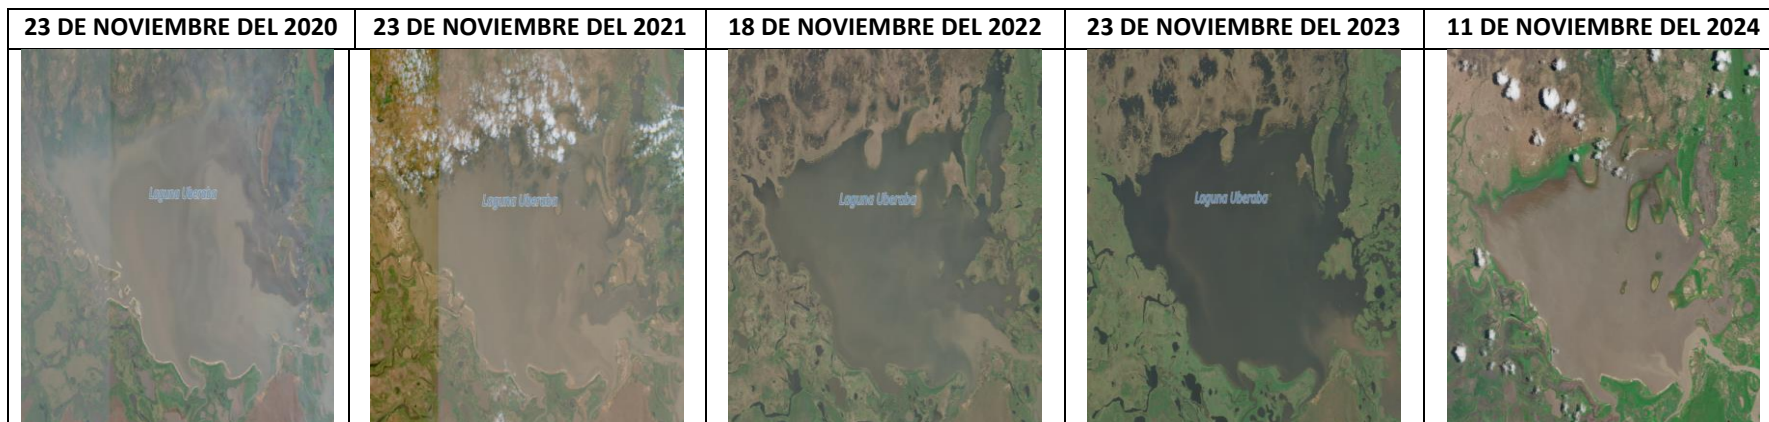 23 DE NOVIEMBRE DEL 2020
23 DE NOVIEMBRE DEL 2021
18 DE NOVIEMBRE DEL 2022
23 DE NOVIEMBRE DEL 2023
11 DE NOVIEMBRE DEL 2024
Laguna Uberaba
Laguna Uberaba
Laguna Uberaba
Laguna Uberaba